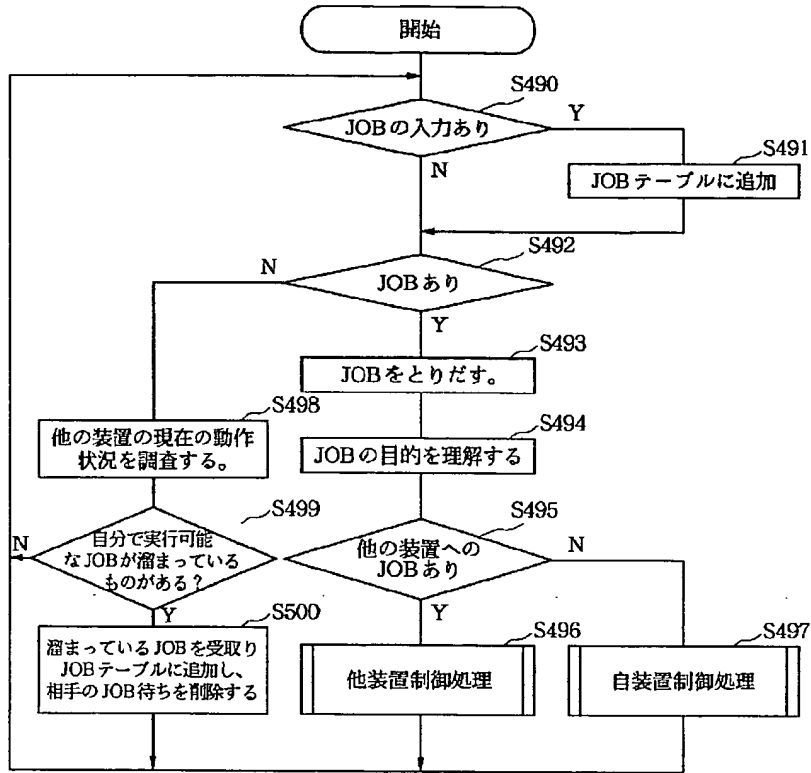 開始
S490
JOBの入力あり
Y
N
S491
JOBテーブルに追加
S492
JOBあり
N
Y
S493
JOBをとりだす。
S498
他の装置の現在の動作
状況を調査する。
S494
JOBの目的を理解する
S499
自分で実行可能
なJOBが溜まっている
ものがある?
N
Y
S495
他の装置への
JOBあり
N
Y
S500
溜まっているJOBを受取り
JOBテーブルに追加し、
相手のJOB待ちを削除する
S496
他装置制御処理
S497
自装置制御処理